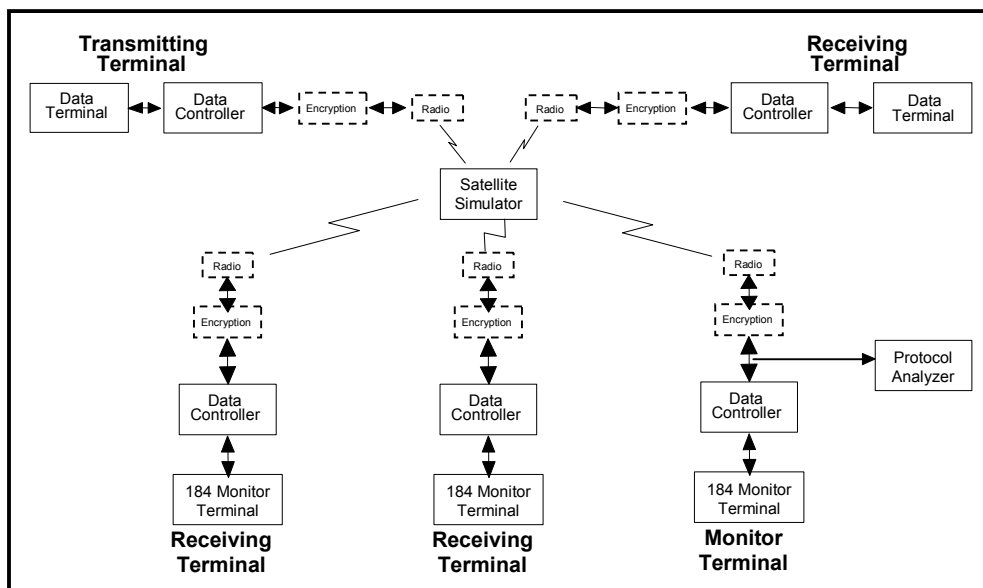 Transmitting
Terminal
Receiving
Terminal
Data
Terminal
Data
Controller
Encryption
Radio
Radio
Encryption
Data
Controller
Data
Terminal
Satellite
Simulator
Radio
Encryption
Data
Controller
184 Monitor
Terminal
Receiving
Terminal
Radio
Encryption
Data
Controller
184 Monitor
Terminal
Receiving
Terminal
Radio
Encryption
Protocol
Analyzer
Data
Controller
184 Monitor
Terminal
Monitor
Terminal